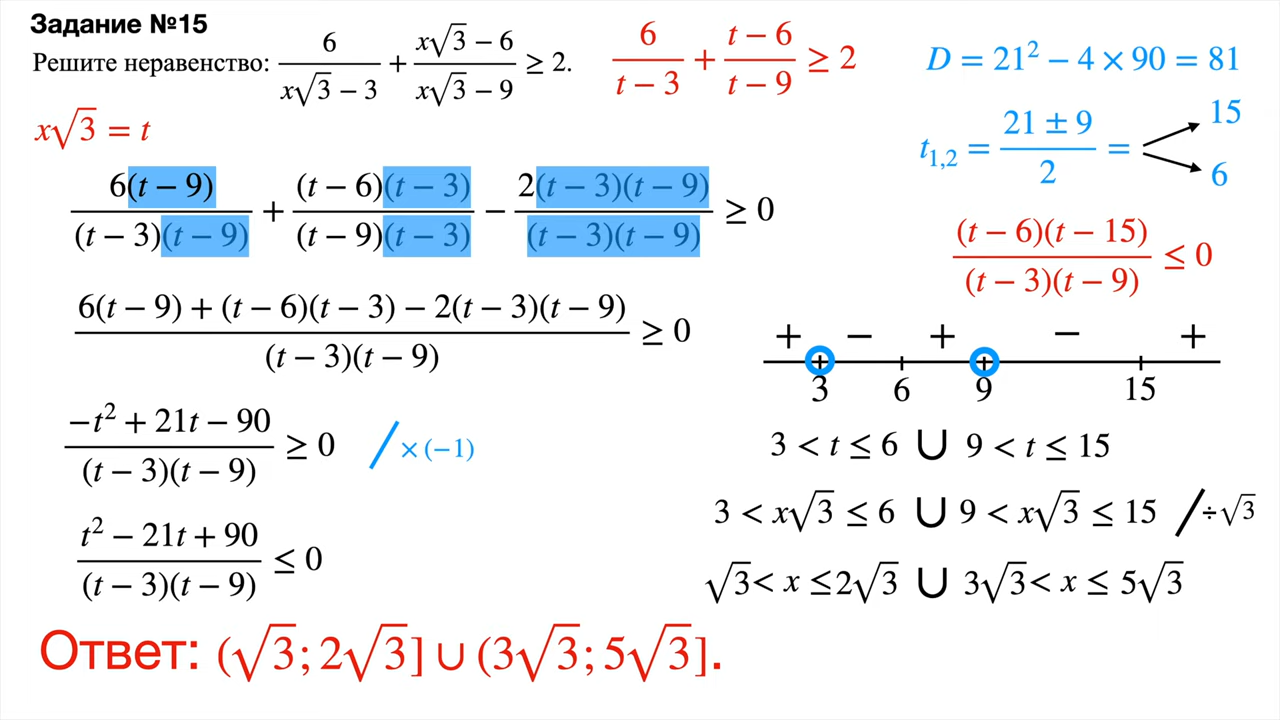 Задание №15
Решите неравенство: 6/(x√3 − 3) + (x√3 − 6)/(x√3 − 9) ≥ 2.
6/(t − 3) + (t − 6)/(t − 9) ≥ 2
x√3 = t
6(t − 9)/((t − 3)(t − 9)) + (t − 6)(t − 3)/((t − 9)(t − 3)) − 2(t − 3)(t − 9)/((t − 3)(t − 9)) ≥ 0
(6(t − 9) + (t − 6)(t − 3) − 2(t − 3)(t − 9))/((t − 3)(t − 9)) ≥ 0
(−t² + 21t − 90)/((t − 3)(t − 9)) ≥ 0 / × (−1)
(t² − 21t + 90)/((t − 3)(t − 9)) ≤ 0
D = 21² − 4 × 90 = 81
t₁,₂ = (21 ± 9)/2 =
15
6
(t − 6)(t − 15)/((t − 3)(t − 9)) ≤ 0
+ − + − +
3 6 9 15
3 < t ≤ 6 ∪ 9 < t ≤ 15
3 < x√3 ≤ 6 ∪ 9 < x√3 ≤ 15 / ÷√3
√3 < x ≤ 2√3 ∪ 3√3 < x ≤ 5√3
Ответ: (√3; 2√3] ∪ (3√3; 5√3].